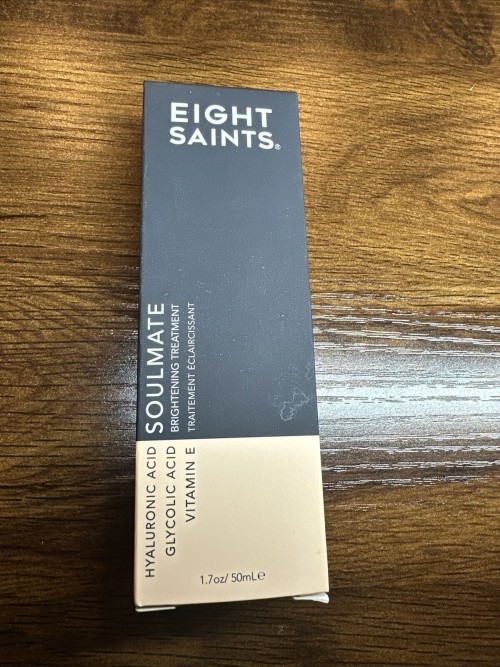 EIGHT
SAINTS®
SOULMATE
BRIGHTENING TREATMENT
TRAITEMENT ÉCLAIRCISSANT
HYALURONIC ACID
GLYCOLIC ACID
VITAMIN E
1.7oz/ 50mL℮